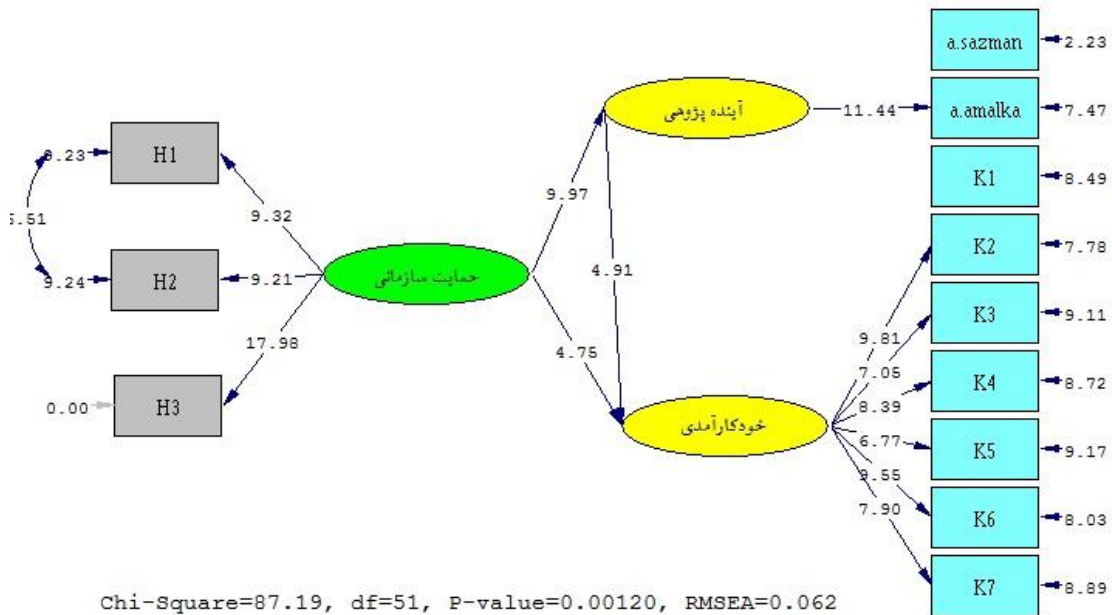 a.sazman
2.23
آینده پژوهی
11.44
a.amalka
7.47
H1
9.32
9.97
K1
8.49
K2
7.78
H2
9.24
9.21
حمایت سازمانی
4.91
K3
9.11
17.98
4.75
9.81
7.05
K4
8.72
0.00
H3
8.39
خودکارآمدی
6.77
K5
9.17
7.90
K6
8.03
K7
8.89
Chi-Square=87.19, df=51, P-value=0.00120, RMSEA=0.062